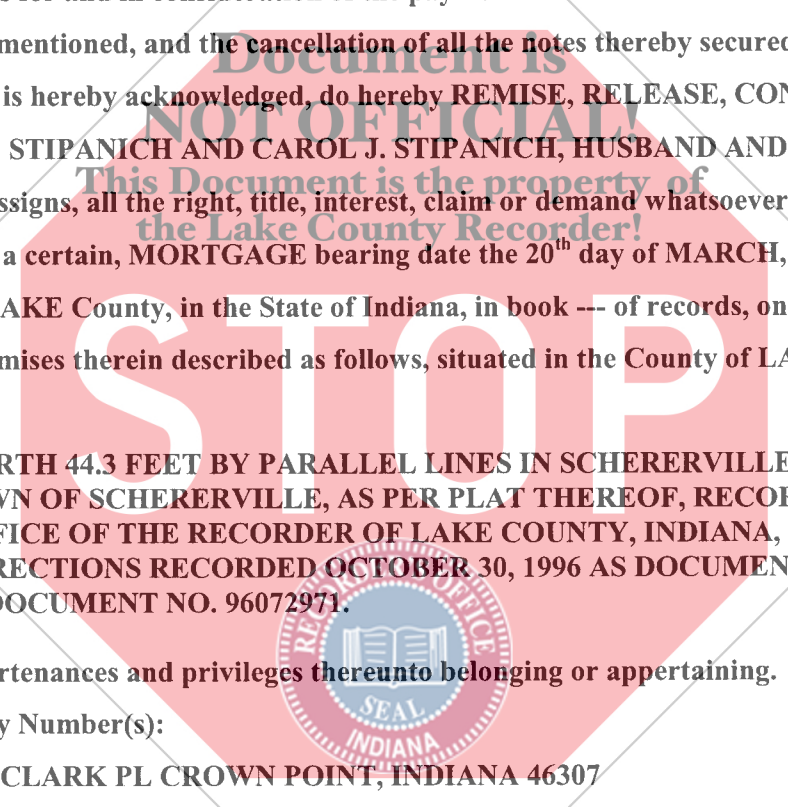 mentioned, and the cancellation of all the notes thereby secured
Document is
is hereby acknowledged, do hereby REMISE, RELEASE, CON
NOT OFFICIAL!
STIPANICH AND CAROL J. STIPANICH, HUSBAND AND
This Document is the property of
ssigns, all the right, title, interest, claim or demand whatsoever
the Lake County Recorder!
a certain, MORTGAGE bearing date the 20th day of MARCH,
AKE County, in the State of Indiana, in book --- of records, on
mises therein described as follows, situated in the County of LA
STOP
RTH 44.3 FEET BY PARALLEL LINES IN SCHERERVILLE
VN OF SCHERERVILLE, AS PER PLAT THEREOF, RECOR
FICE OF THE RECORDER OF LAKE COUNTY, INDIANA,
RECTIONS RECORDED OCTOBER 30, 1996 AS DOCUMEN
DOCUMENT NO. 96072971.
RECORDER'S OFFICE
rtenances and privileges thereunto belonging or appertaining.
SEAL
y Number(s):
INDIANA
CLARK PL CROWN POINT, INDIANA 46307